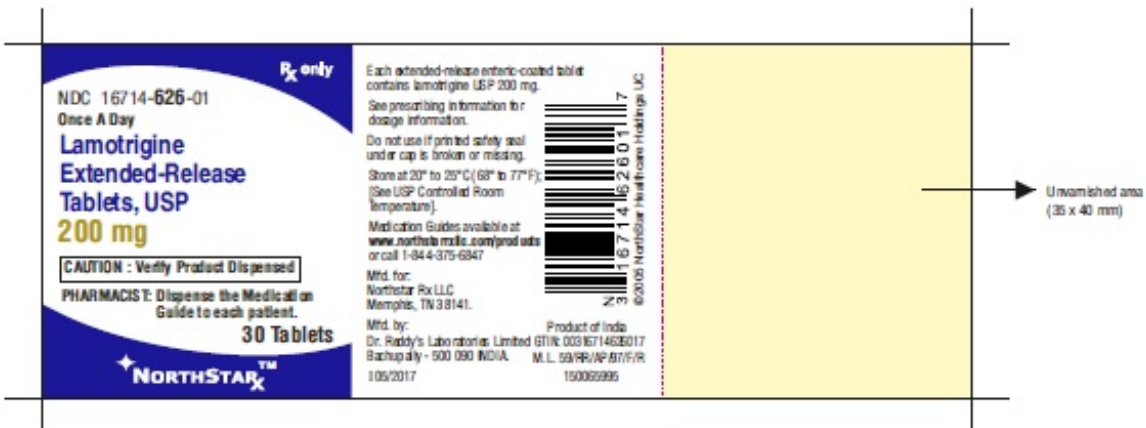 Rx only
NDC 16714-626-01
Once A Day
Lamotrigine
Extended-Release
Tablets, USP
200 mg
CAUTION : Verify Product Dispensed
PHARMACIST: Dispense the Medication
Guide to each patient.
30 Tablets
NORTHSTARx™
Each extended-release enteric-coated tablet
contains lamotrigine USP 200 mg.
See prescribing information for
dosage information.
Do not use if printed safety seal
under cap is broken or missing.
Store at 20° to 25°C (68° to 77°F);
[See USP Controlled Room
Temperature].
Medication Guides available at
www.northstarrxllc.com/products
or call 1-844-375-6847
Mfd. for:
Northstar Rx LLC
Memphis, TN 38141.
Mfd. by:
Dr. Reddy's Laboratories Limited
Bachupally - 500 090 INDIA.
I05/2017
N
3 16714 62601 7
©2005 NorthStar Healthcare Holdings UC
Product of India
GTIN: 00316714626017
M.L. 59/RR/AP/97/F/R
150065995
Unvarnished area
(35 x 40 mm)